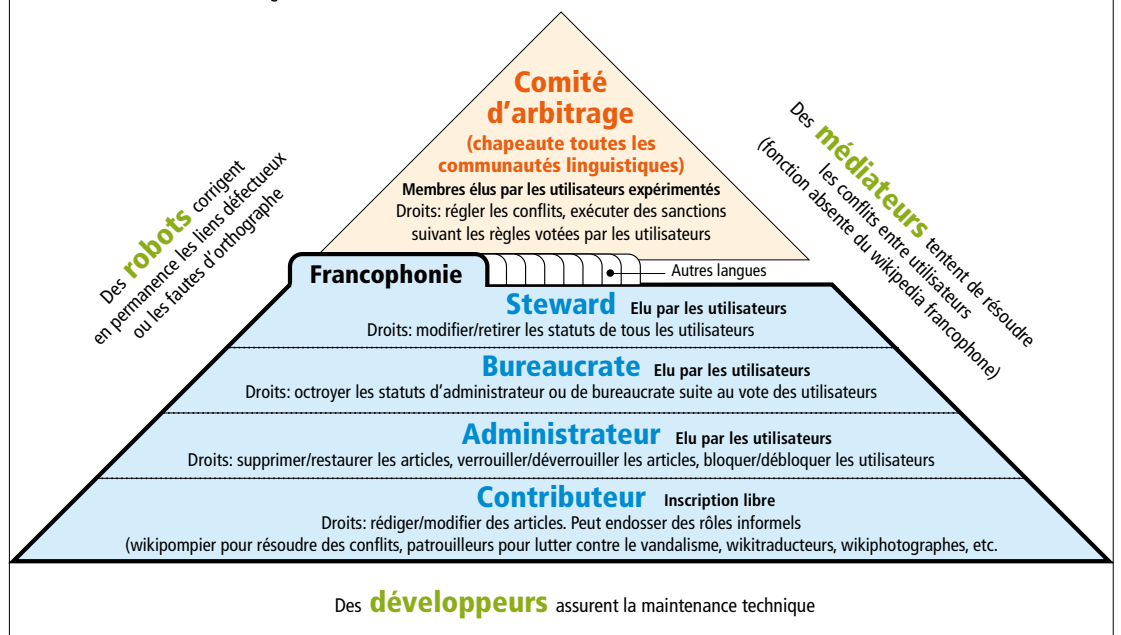 Comité
d’arbitrage
(chapeaute toutes les
communautés linguistiques)
Membres élus par les utilisateurs expérimentés
Droits: régler les conflits, exécuter des sanctions
suivant les règles votées par les utilisateurs
Des robots corrigent
en permanence les liens défectueux
ou les fautes d’orthographe
Des médiateurs tentent de résoudre
les conflits entre utilisateurs
(fonction absente du wikipedia francophone)
Francophonie
Autres langues
Steward Elu par les utilisateurs
Droits: modifier/retirer les statuts de tous les utilisateurs
Bureaucrate Elu par les utilisateurs
Droits: octroyer les statuts d’administrateur ou de bureaucrate suite au vote des utilisateurs
Administrateur Elu par les utilisateurs
Droits: supprimer/restaurer les articles, verrouiller/déverrouiller les articles, bloquer/débloquer les utilisateurs
Contributeur Inscription libre
Droits: rédiger/modifier des articles. Peut endosser des rôles informels
(wikipompier pour résoudre des conflits, patrouilleurs pour lutter contre le vandalisme, wikitraducteurs, wikiphotographes, etc.
Des développeurs assurent la maintenance technique